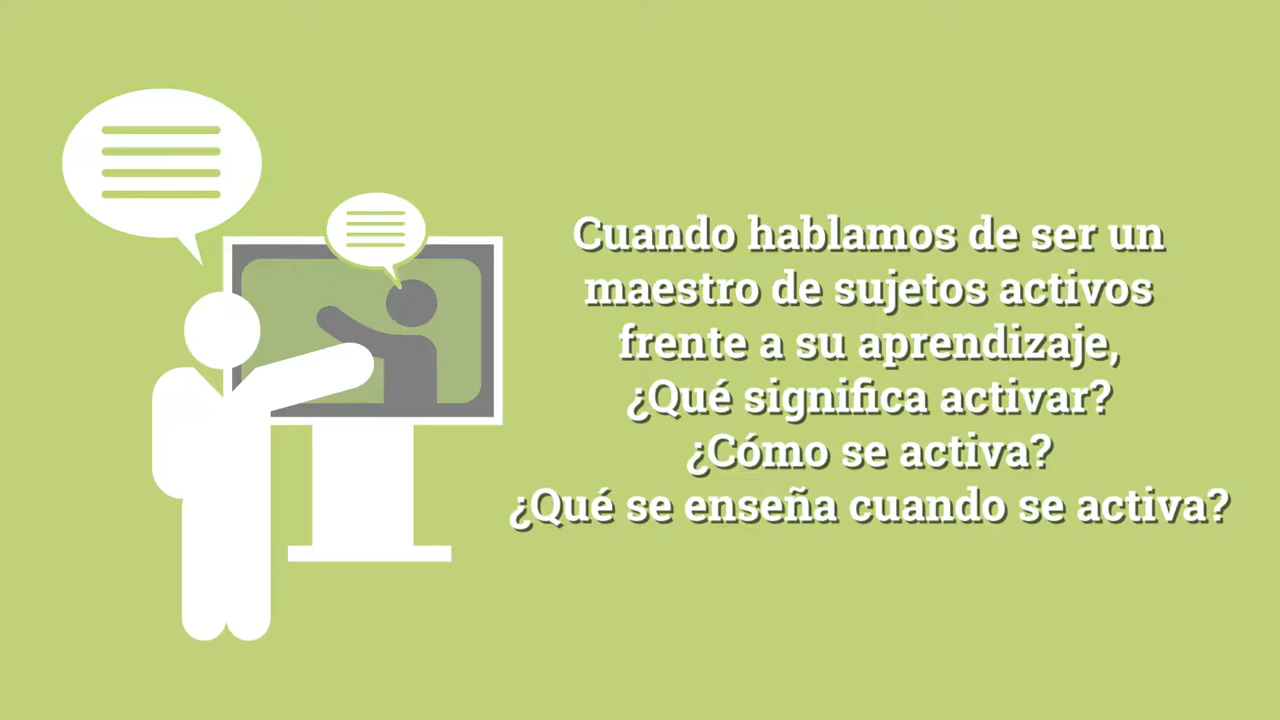 Cuando hablamos de ser un
maestro de sujetos activos
frente a su aprendizaje,
¿Qué significa activar?
¿Cómo se activa?
¿Qué se enseña cuando se activa?